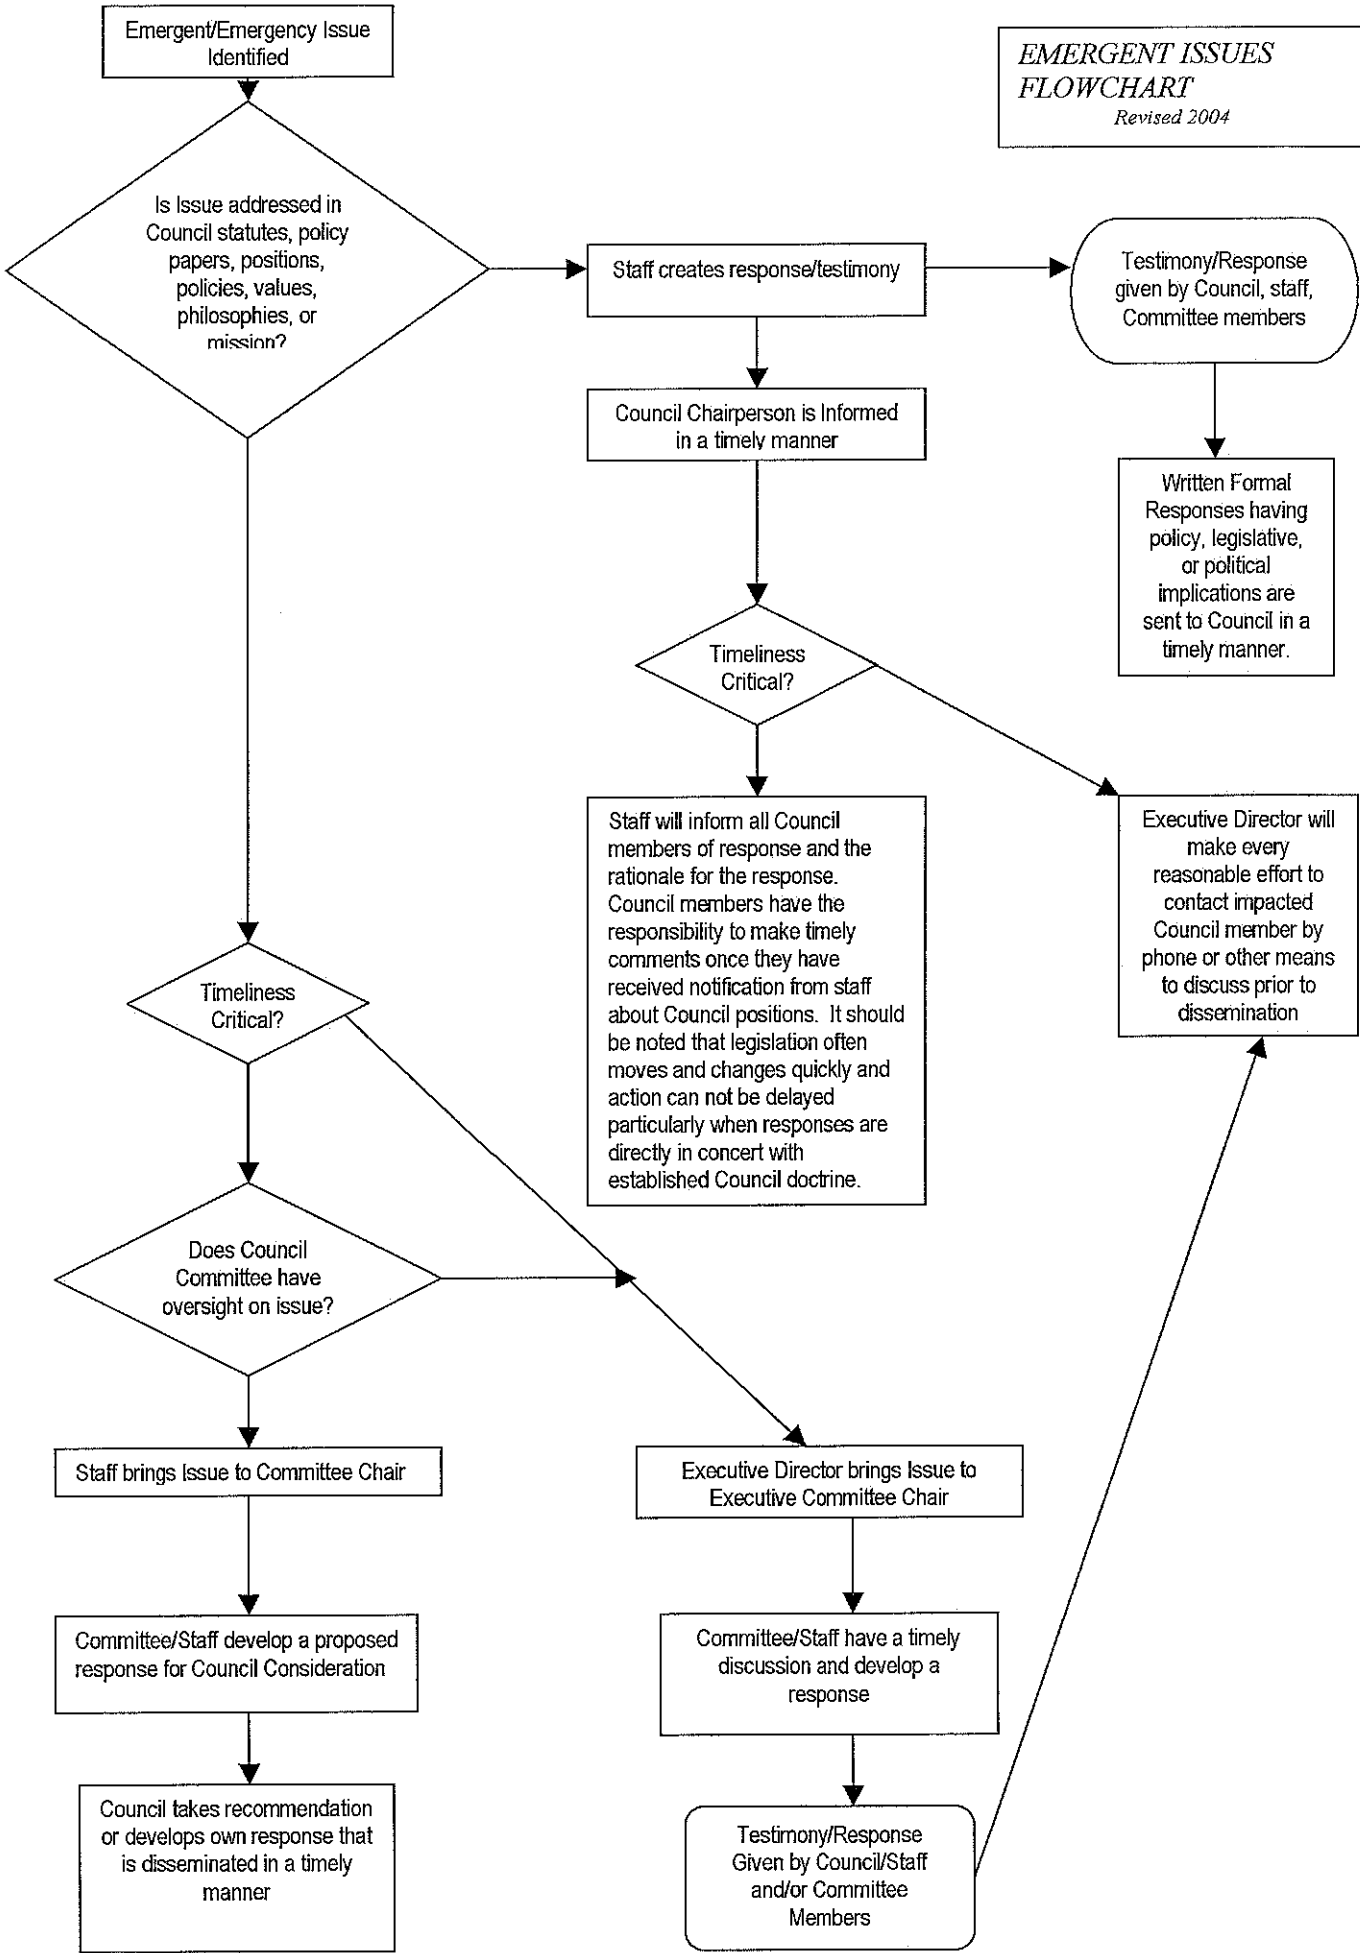 Emergent/Emergency Issue
Identified
EMERGENT ISSUES
FLOWCHART
Revised 2004
Is Issue addressed in
Council statutes, policy
papers, positions,
policies, values,
philosophies, or
mission?
Staff creates response/testimony
Testimony/Response
given by Council, staff,
Committee members
Council Chairperson is Informed
in a timely manner
Written Formal
Responses having
policy, legislative,
or political
implications are
sent to Council in a
timely manner.
Timeliness
Critical?
Staff will inform all Council
members of response and the
rationale for the response.
Council members have the
responsibility to make timely
comments once they have
received notification from staff
about Council positions. It should
be noted that legislation often
moves and changes quickly and
action can not be delayed
particularly when responses are
directly in concert with
established Council doctrine.
Executive Director will
make every
reasonable effort to
contact impacted
Council member by
phone or other means
to discuss prior to
dissemination
Timeliness
Critical?
Does Council
Committee have
oversight on issue?
Staff brings Issue to Committee Chair
Executive Director brings Issue to
Executive Committee Chair
Committee/Staff develop a proposed
response for Council Consideration
Committee/Staff have a timely
discussion and develop a
response
Council takes recommendation
or develops own response that
is disseminated in a timely
manner
Testimony/Response
Given by Council/Staff
and/or Committee
Members